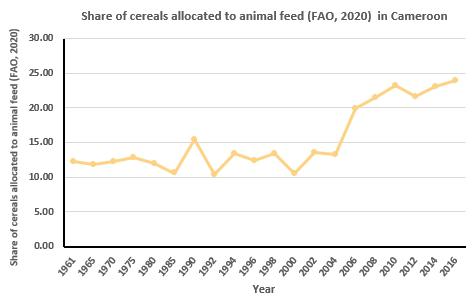 Share of cereals allocated to animal feed (FAO, 2020)  in Cameroon
Share of cereals allocated to animal feed (FAO, 2020)
30.00
25.00
20.00
15.00
10.00
5.00
0.00
1961 1965 1970 1975 1980 1985 1990 1992 1994 1996 1998 2000 2002 2004 2006 2008 2010 2012 2014 2016
Year